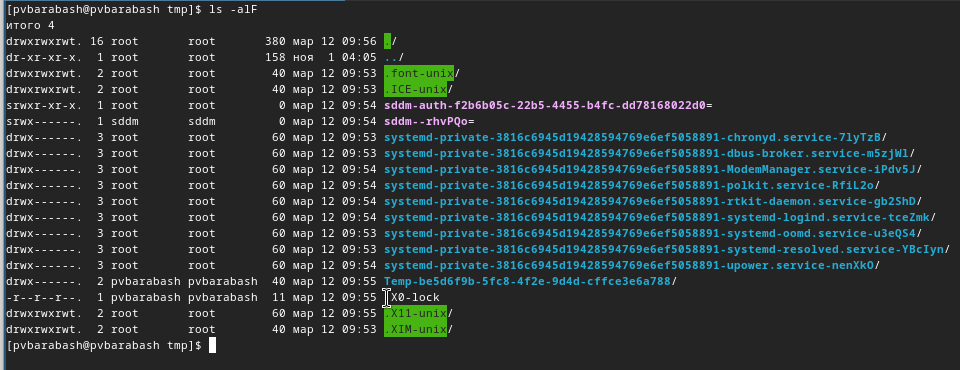 [pvbarabash@pvbarabash tmp]$ ls -alF
итого 4
drwxrwxrwt. 16 root       root       380 мар 12 09:56 ./
dr-xr-xr-x.  1 root       root       158 ноя  1 04:05 ../
drwxrwxrwt.  2 root       root        40 мар 12 09:53 .font-unix/
drwxrwxrwt.  2 root       root        40 мар 12 09:53 .ICE-unix/
srwxr-xr-x.  1 root       root         0 мар 12 09:54 sddm-auth-f2b6b05c-22b5-4455-b4fc-dd78168022d0=
srwx------.  1 sddm       sddm         0 мар 12 09:54 sddm--rhvPQo=
drwx------.  3 root       root        60 мар 12 09:53 systemd-private-3816c6945d19428594769e6ef5058891-chronyd.service-7lyTzB/
drwx------.  3 root       root        60 мар 12 09:53 systemd-private-3816c6945d19428594769e6ef5058891-dbus-broker.service-m5zjWl/
drwx------.  3 root       root        60 мар 12 09:54 systemd-private-3816c6945d19428594769e6ef5058891-ModemManager.service-iPdv5J/
drwx------.  3 root       root        60 мар 12 09:54 systemd-private-3816c6945d19428594769e6ef5058891-polkit.service-RfiL2o/
drwx------.  3 root       root        60 мар 12 09:54 systemd-private-3816c6945d19428594769e6ef5058891-rtkit-daemon.service-gb2ShD/
drwx------.  3 root       root        60 мар 12 09:54 systemd-private-3816c6945d19428594769e6ef5058891-systemd-logind.service-tceZmk/
drwx------.  3 root       root        60 мар 12 09:53 systemd-private-3816c6945d19428594769e6ef5058891-systemd-oomd.service-u3eQS4/
drwx------.  3 root       root        60 мар 12 09:53 systemd-private-3816c6945d19428594769e6ef5058891-systemd-resolved.service-YBcIyn/
drwx------.  3 root       root        60 мар 12 09:54 systemd-private-3816c6945d19428594769e6ef5058891-upower.service-nenXkO/
drwx------.  2 pvbarabash pvbarabash  40 мар 12 09:55 Temp-be5d6f9b-5fc8-4f2e-9d4d-cffce3e6a788/
-r--r--r--.  1 pvbarabash pvbarabash  11 мар 12 09:55 .X0-lock
drwxrwxrwt.  2 root       root        60 мар 12 09:55 .X11-unix/
drwxrwxrwt.  2 root       root        40 мар 12 09:53 .XIM-unix/
[pvbarabash@pvbarabash tmp]$